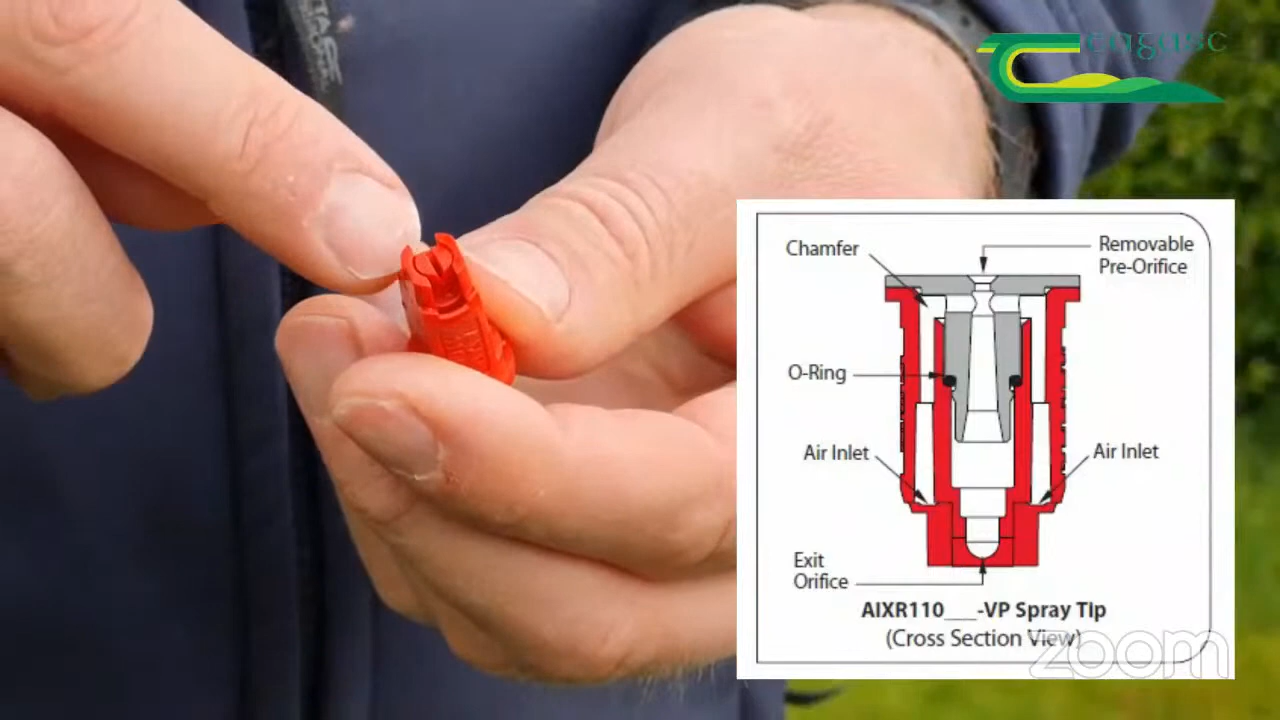 engasc
Chamfer
Removable
Pre-Orifice
O-Ring
Air Inlet
Air Inlet
Exit
Orifice
AIXR110___-VP Spray Tip
(Cross Section View)
zoom